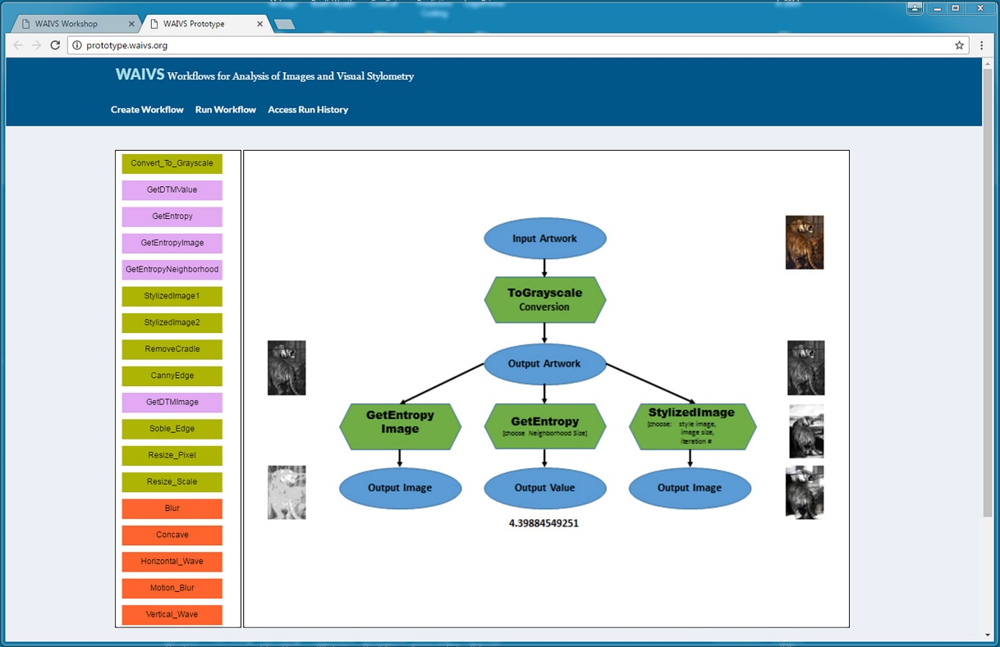 Coding
WAIVS Workshop
WAIVS Prototype
prototype.waivs.org
WAIVS Workflows for Analysis of Images and Visual Stylometry
Create Workflow Run Workflow Access Run History
Convert_To_Grayscale
GetDTMValue
GetEntropy
GetEntropyImage
GetEntropyNeighborhood
StylizedImage1
StylizedImage2
RemoveCradle
CannyEdge
GetDTMImage
Soble_Edge
Resize_Pixel
Resize_Scale
Blur
Concave
Horizontal_Wave
Motion_Blur
Vertical_Wave
Input Artwork
ToGrayscale
Conversion
Output Artwork
GetEntropy
Image
GetEntropy
[choose Neighborhood Size]
StylizedImage
[choose: style image,
image size,
iteration #
Output Image
Output Value
Output Image
4.39884549251